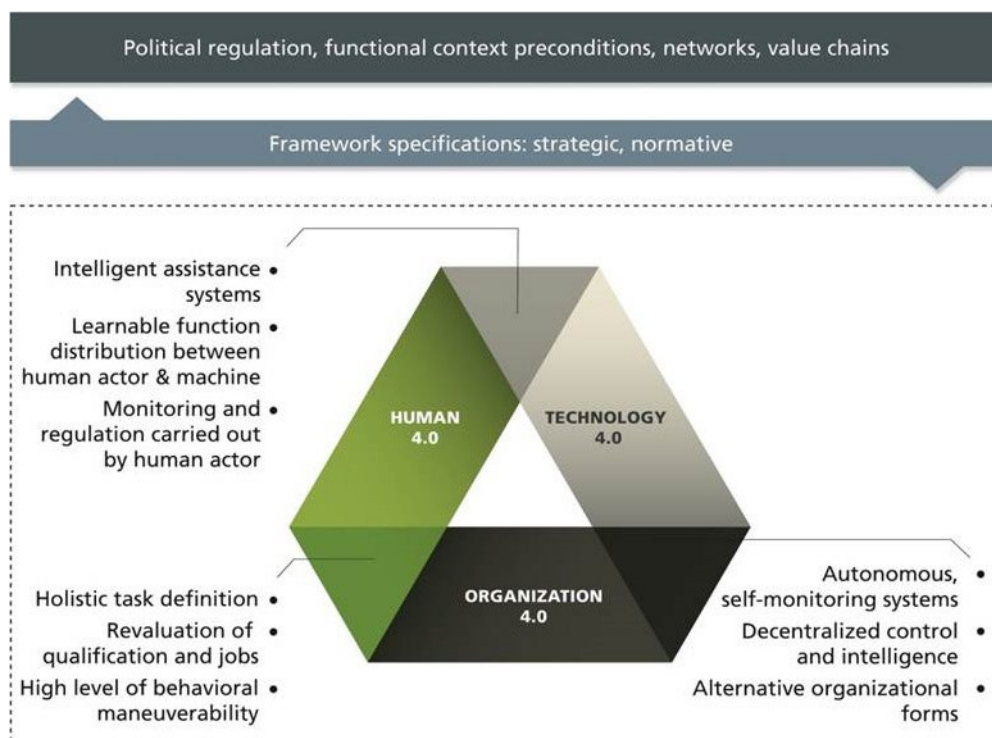 Political regulation, functional context preconditions, networks, value chains
Framework specifications: strategic, normative
Intelligent assistance •
systems
Learnable function •
distribution between
human actor & machine
Monitoring and •
regulation carried out
by human actor
HUMAN
4.0
TECHNOLOGY
4.0
ORGANIZATION
4.0
Holistic task definition •
Revaluation of •
qualification and jobs
High level of behavioral •
maneuverability
Autonomous, •
self-monitoring systems
Decentralized control •
and intelligence
Alternative organizational •
forms